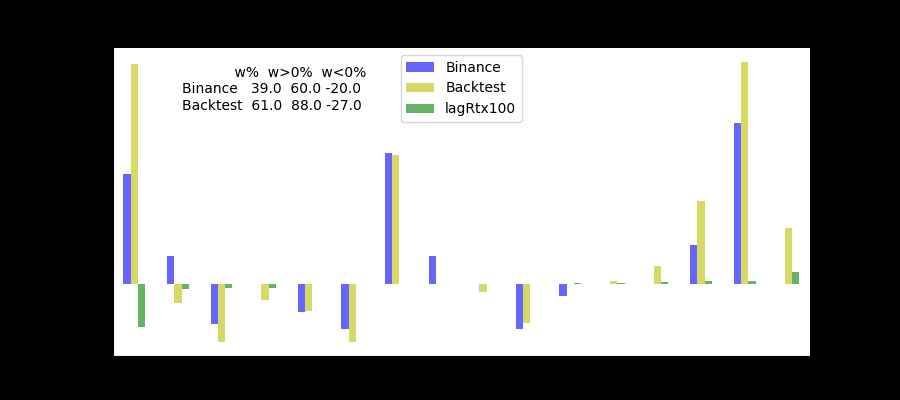 w%  w>0%  w<0%
Binance   39.0  60.0 -20.0
Backtest  61.0  88.0 -27.0
Binance
Backtest
lagRtx100